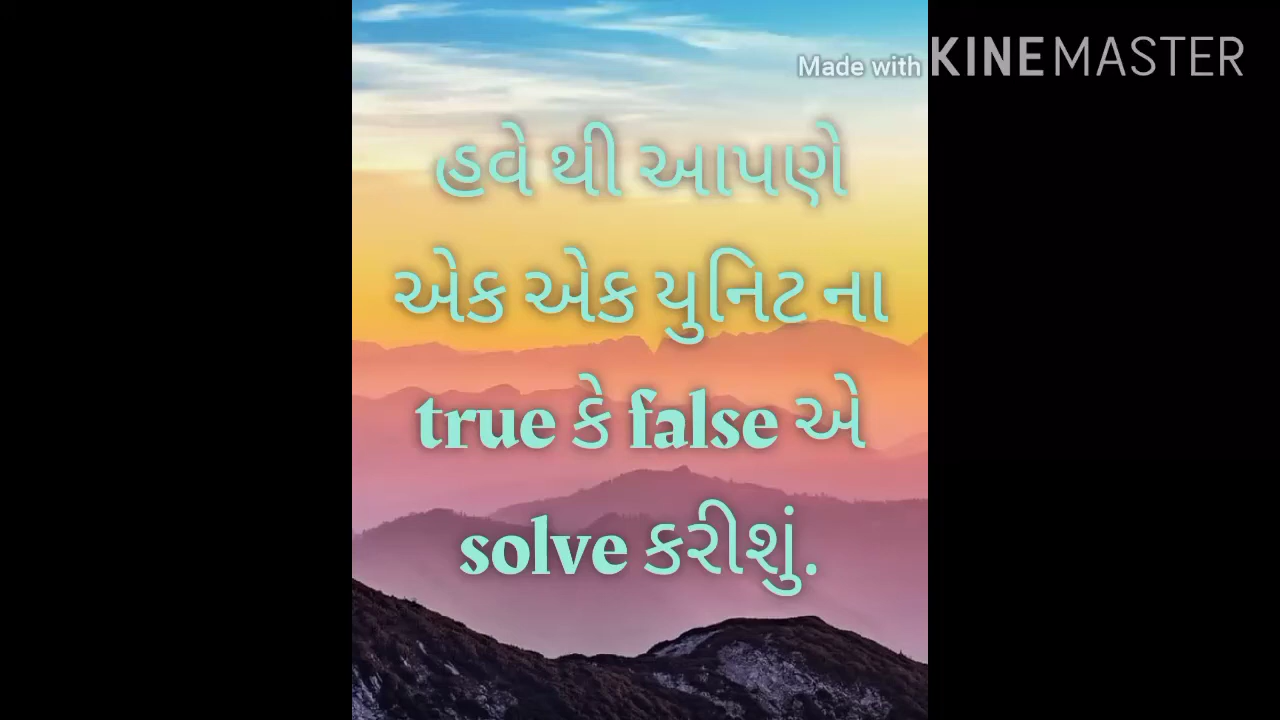 Made with KINEMASTER
હવે થી આપણે
એક એક યુનિટ ના
true કે false એ
solve કરીશું.